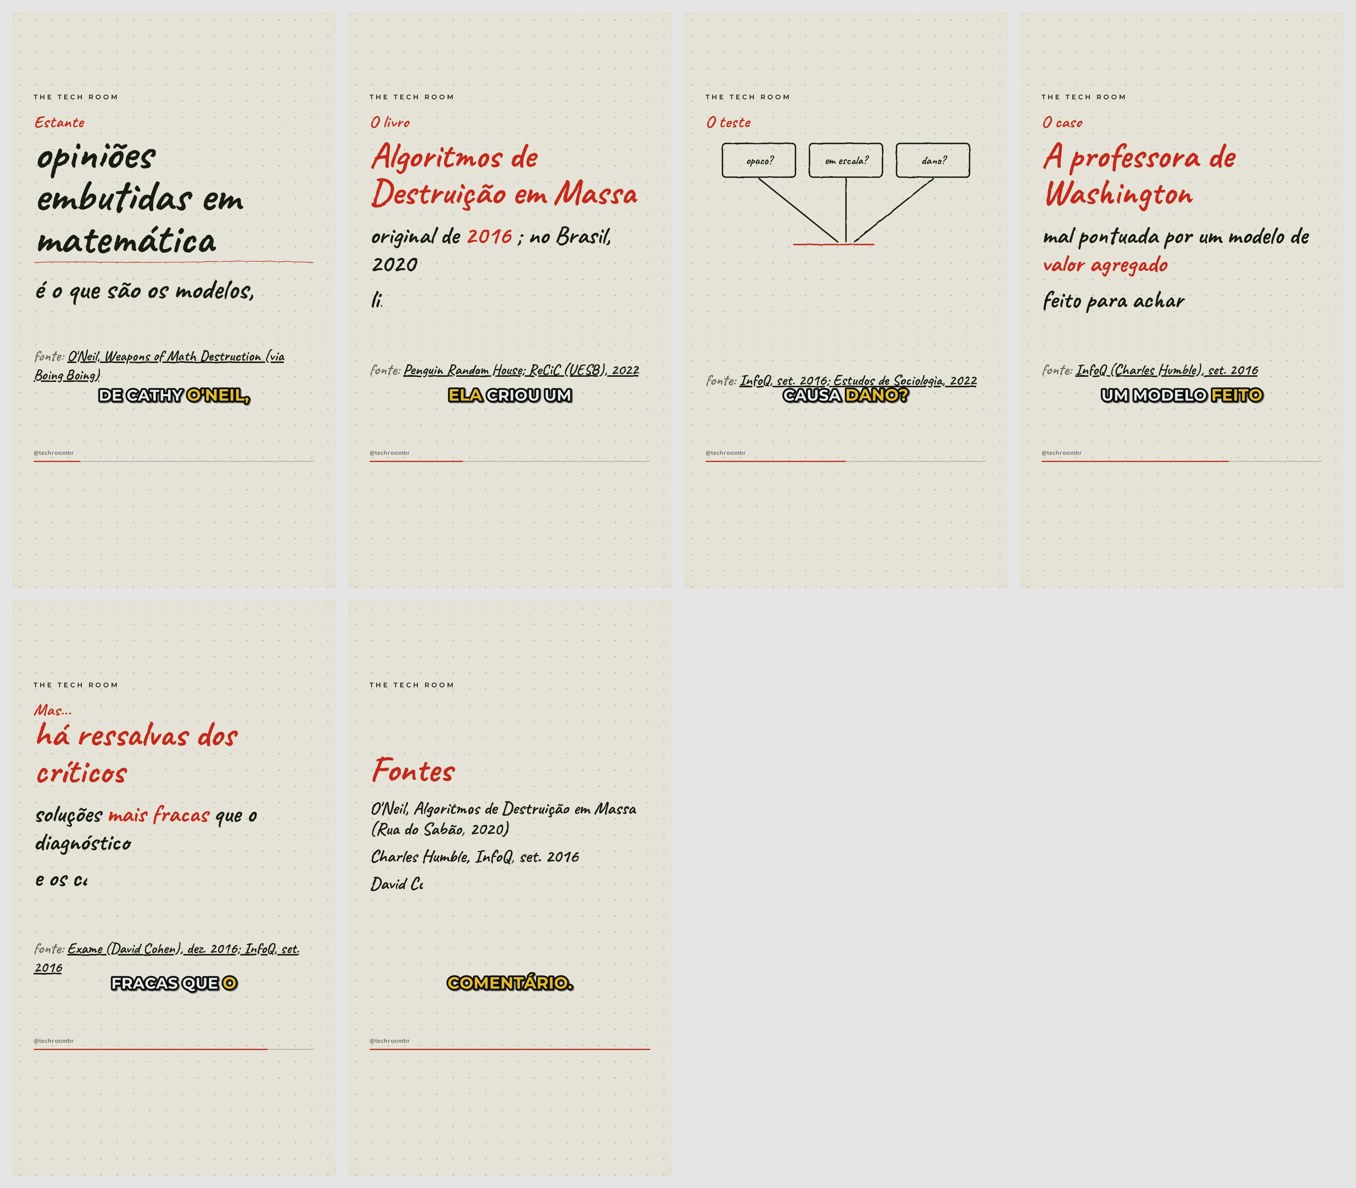 THE TECH ROOM
Estante
opiniões
embutidas em
matemática
é o que são os modelos,
fonte: O'Neil, Weapons of Math Destruction (via
Boing Boing)
DE CATHY O'NEIL,
@techroombr
THE TECH ROOM
O livro
Algoritmos de
Destruição em Massa
original de 2016 ; no Brasil,
2020
li
fonte: Penguin Random House; ReCiC (UESB), 2022
ELA CRIOU UM
@techroombr
THE TECH ROOM
O teste
opaco?
em escala?
dano?
fonte: InfoQ, set. 2016; Estudos de Sociologia, 2022
CAUSA DANO?
@techroombr
THE TECH ROOM
O caso
A professora de
Washington
mal pontuada por um modelo de
valor agregado
feito para achar
fonte: InfoQ (Charles Humble), set. 2016
UM MODELO FEITO
@techroombr
THE TECH ROOM
Mas...
há ressalvas dos
críticos
soluções mais fracas que o
diagnóstico
e os c
fonte: Exame (David Cohen), dez. 2016; InfoQ, set.
2016
FRACAS QUE O
@techroombr
THE TECH ROOM
Fontes
O'Neil, Algoritmos de Destruição em Massa
(Rua do Sabão, 2020)
Charles Humble, InfoQ, set. 2016
David C
COMENTÁRIO.
@techroombr